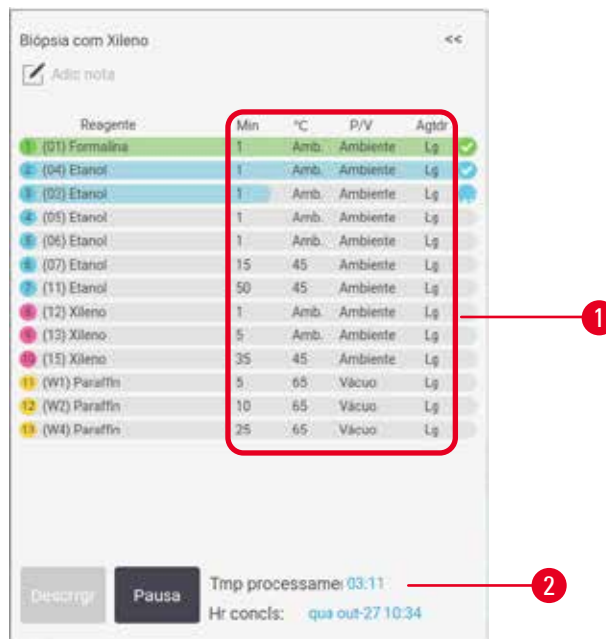 Biópsia com Xileno <<
Adic nota
Reagente Min °C P/V Agtdr
1 (01) Formalina 1 Amb. Ambiente Lg
2 (04) Etanol 1 Amb. Ambiente Lg
3 (02) Etanol 1 Amb. Ambiente Lg
4 (05) Etanol 1 Amb. Ambiente Lg
5 (06) Etanol 1 Amb. Ambiente Lg
6 (07) Etanol 15 45 Ambiente Lg
7 (11) Etanol 50 45 Ambiente Lg
8 (12) Xileno 1 Amb. Ambiente Lg
9 (13) Xileno 5 Amb. Ambiente Lg
10 (15) Xileno 35 45 Ambiente Lg
11 (W1) Paraffin 5 65 Vácuo Lg
12 (W2) Paraffin 10 65 Vácuo Lg
13 (W4) Paraffin 25 65 Vácuo Lg
1
Descrrgr Pausa Tmp processame: 03:11 2
Hr concls: qua out-27 10:34